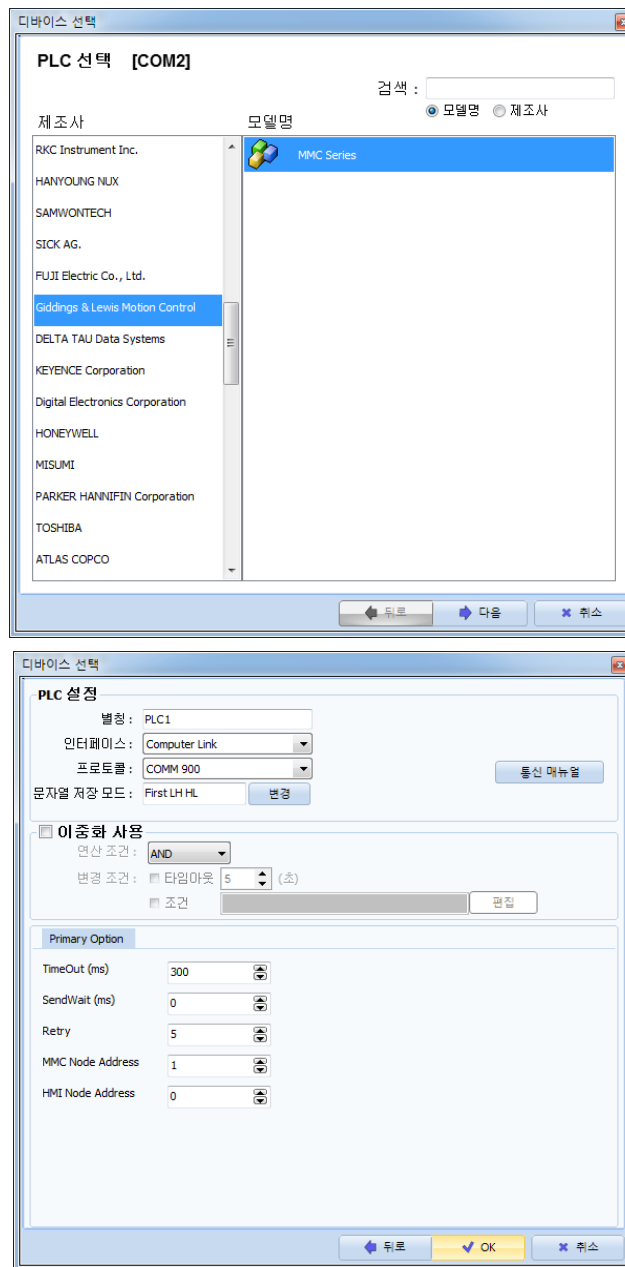 디바이스 선택
PLC 선택 [COM2]
검색 :
모델명 제조사
제조사 모델명
RKC Instrument Inc.
MMC Series
HANYOUNG NUX
SAMWONTECH
SICK AG.
FUJI Electric Co., Ltd.
Giddings & Lewis Motion Control
DELTA TAU Data Systems
KEYENCE Corporation
Digital Electronics Corporation
HONEYWELL
MISUMI
PARKER HANNIFIN Corporation
TOSHIBA
ATLAS COPCO
뒤로 다음 취소
디바이스 선택
PLC 설정
별칭 : PLC1
인터페이스 : Computer Link
프로토콜 : COMM 900 통신 매뉴얼
문자열 저장 모드 : First LH HL 변경
이중화 사용
연산 조건 : AND
변경 조건 : 타임아웃 5 (초)
조건 편집
Primary Option
TimeOut (ms) 300
SendWait (ms) 0
Retry 5
MMC Node Address 1
HMI Node Address 0
뒤로 OK 취소